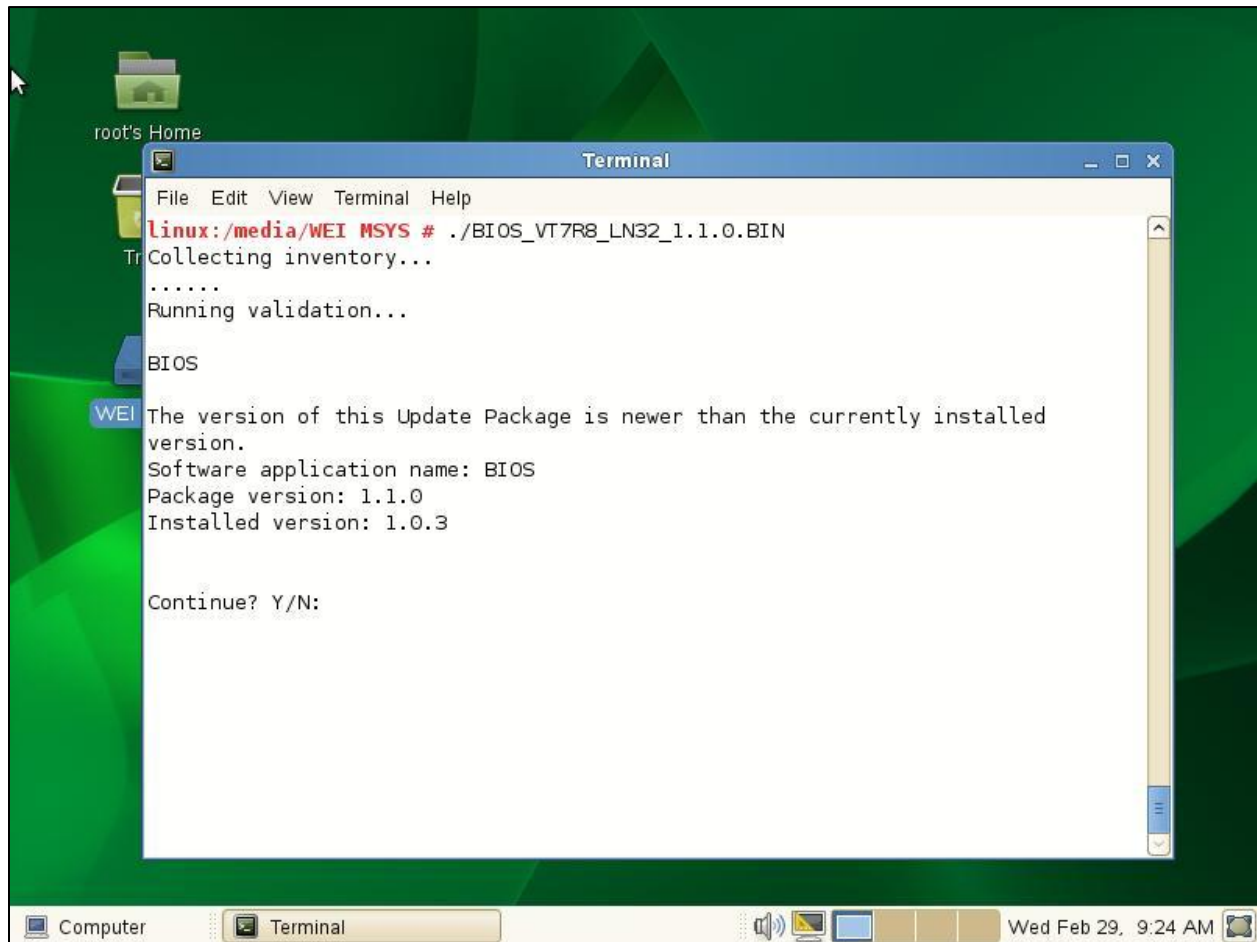 root's Home
Terminal
File Edit View Terminal Help
linux:/media/WEI MSYS # ./BIOS_VT7R8_LN32_1.1.0.BIN
Tr
Collecting inventory...
......
Running validation...
BIOS
WEI
The version of this Update Package is newer than the currently installed
version.
Software application name: BIOS
Package version: 1.1.0
Installed version: 1.0.3
Continue? Y/N:
Computer
Terminal
Wed Feb 29, 9:24 AM